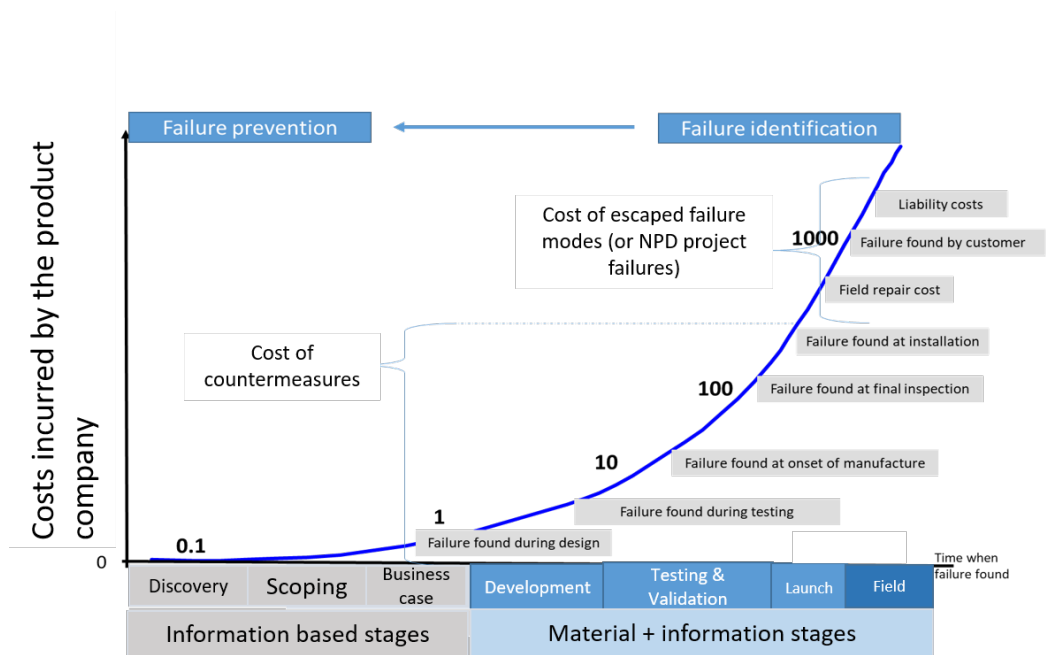 Failure prevention
Failure identification
Costs incurred by the product
company
Cost of escaped failure
modes (or NPD project
failures)
Liability costs
1000
Failure found by customer
Field repair cost
Cost of
countermeasures
Failure found at installation
100
Failure found at final inspection
10
Failure found at onset of manufacture
1
Failure found during testing
0.1
Failure found during design
0
Time when
failure found
Discovery
Scoping
Business
case
Development
Testing &
Validation
Launch
Field
Information based stages
Material + information stages